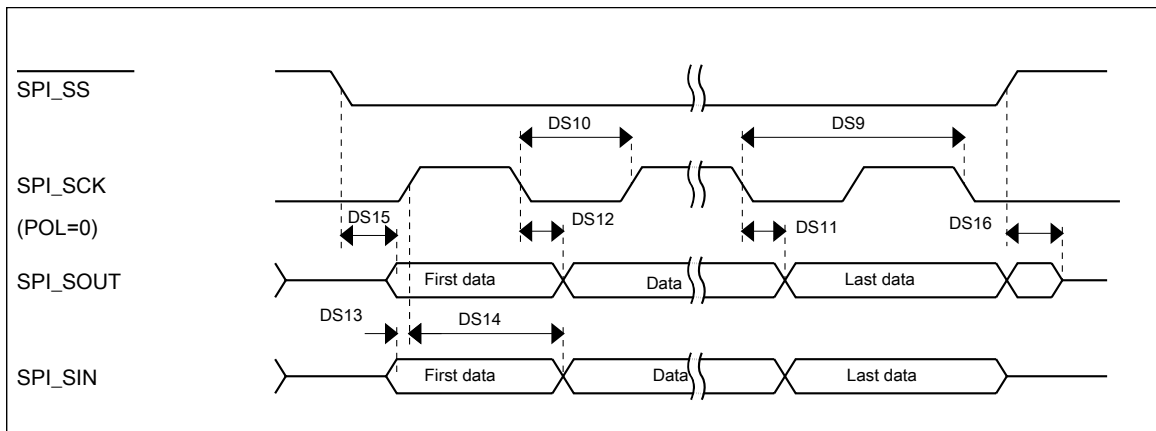 SPI_SS
DS10
DS9
SPI_SCK
(POL=0)
DS15
DS12
DS11
DS16
SPI_SOUT
First data
Data
Last data
DS13
DS14
SPI_SIN
First data
Data
Last data